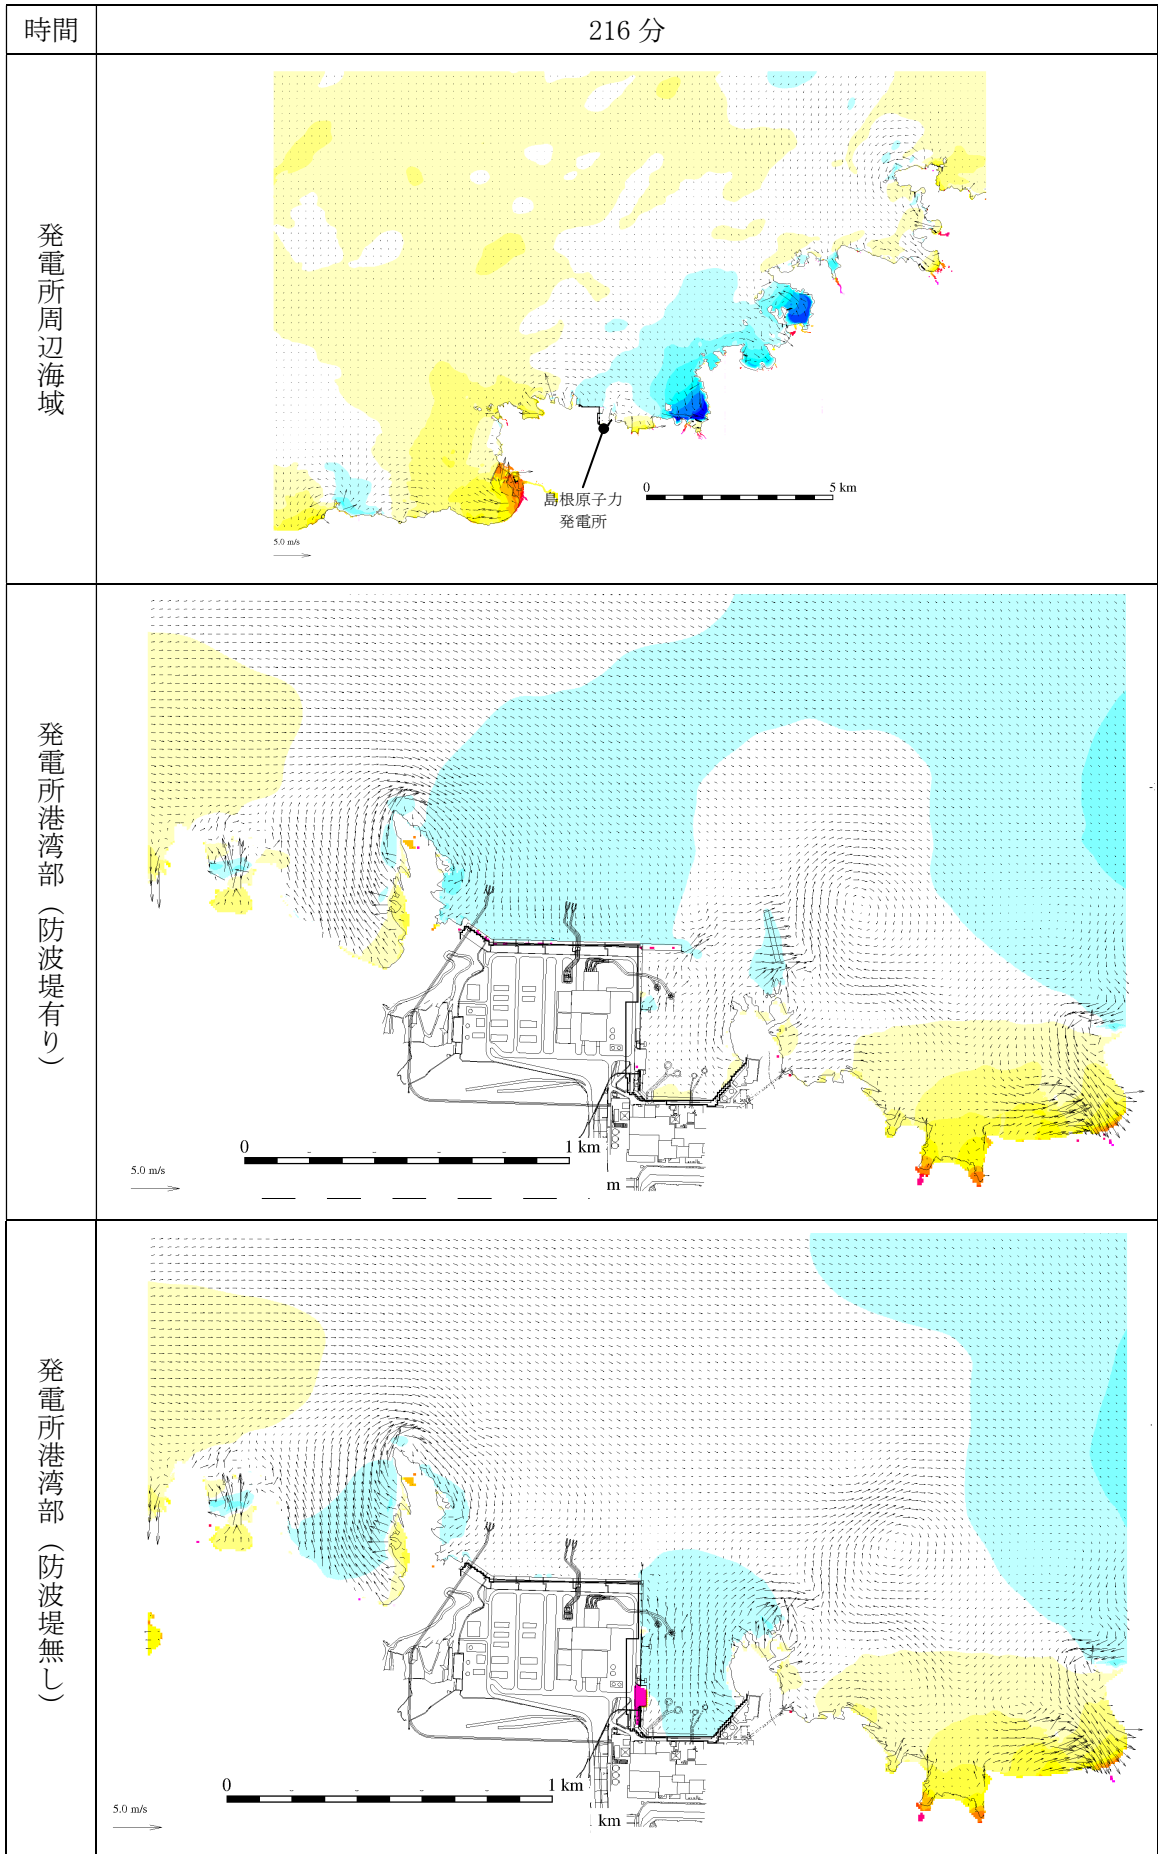 時間
216 分
発電所周辺海域
島根原子力
発電所
0
5 km
5.0 m/s
発電所港湾部（防波堤有り）
0
1 km
5.0 m/s
m
発電所港湾部（防波堤無し）
0
1 km
5.0 m/s
km